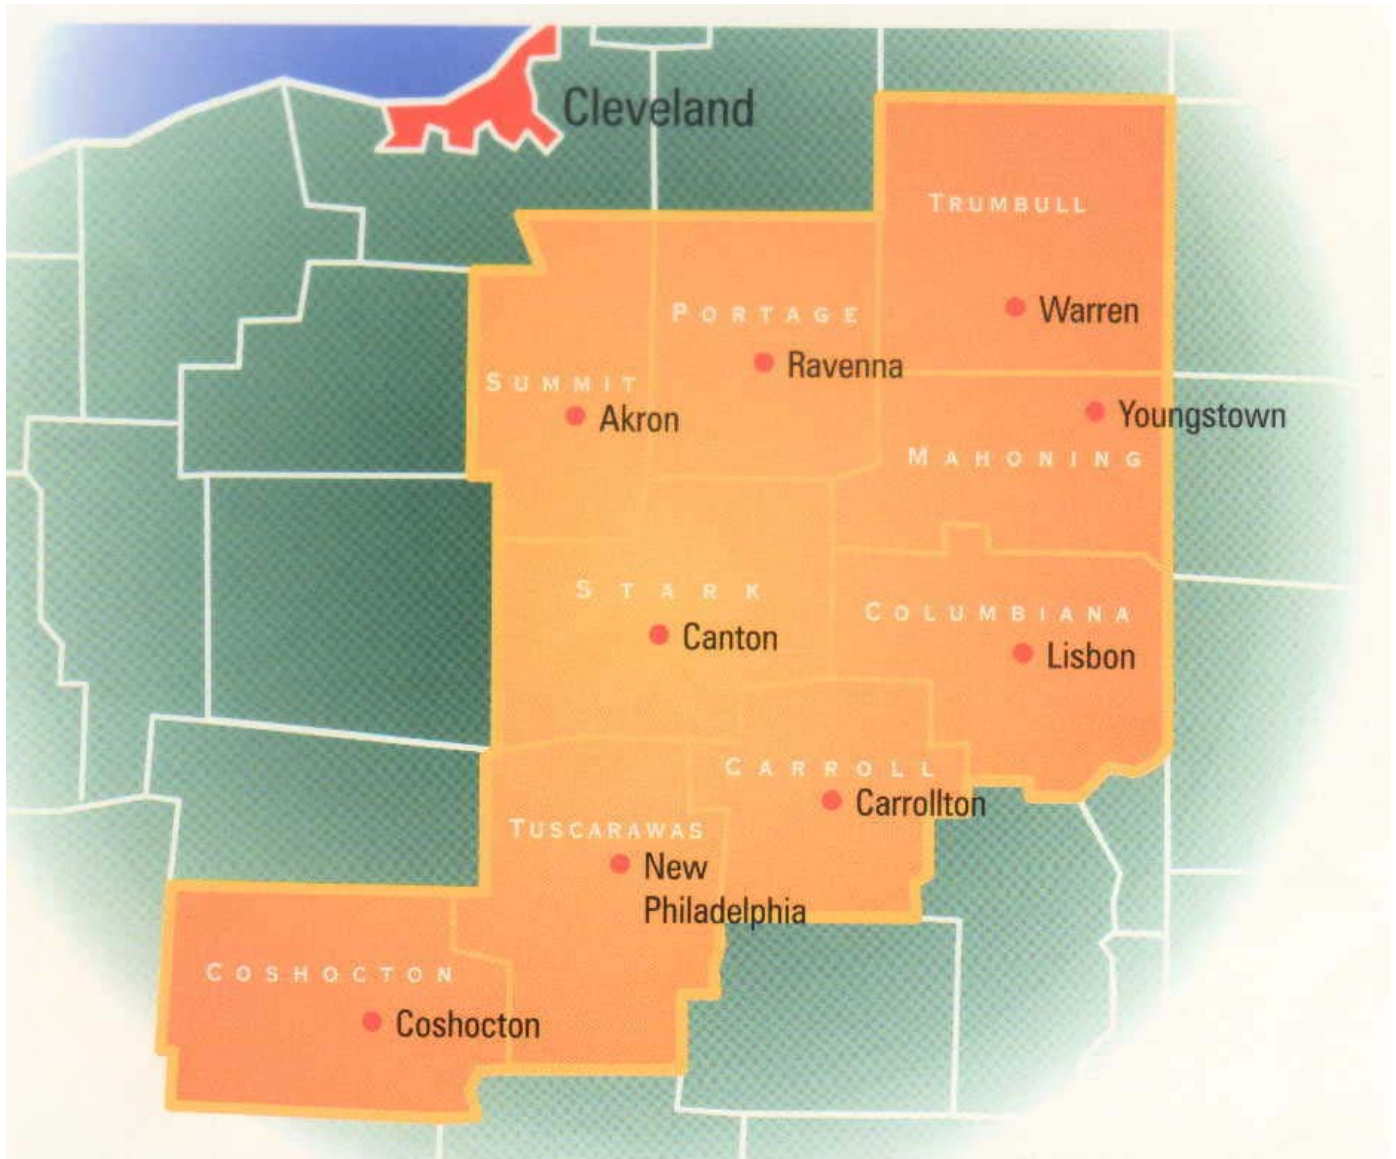 Cleveland
TRUMBULL
Warren
PORTAGE
Ravenna
SUMMIT
Akron
Youngstown
MAHONING
STARK
Canton
COLUMBIANA
Lisbon
CARROLL
Carrollton
TUSCARAWAS
New
Philadelphia
COSHOCTON
Coshocton